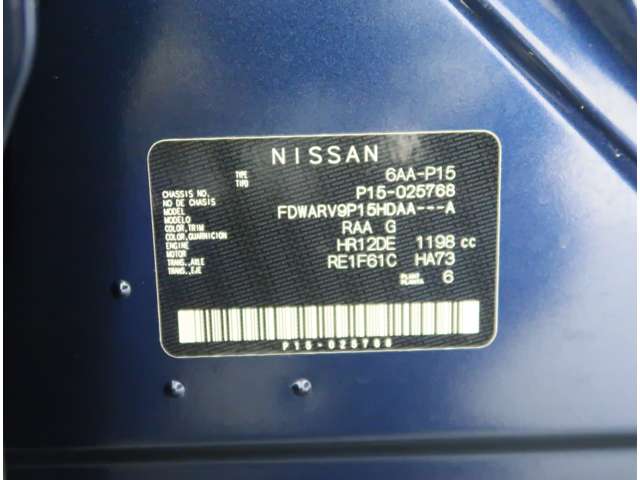 NISSAN
TYPE
TIPO 6AA-P15
CHASSIS NO.
NO DE CHASSIS P15-025768
MODEL
MODELO FDWARV9P15HDAA---A
COLOR,TRIM
COLOR,GUARNICION RAA G
ENGINE
MOTOR HR12DE 1198 cc
TRANS.,AXLE
TRANS.,EJE RE1F61C HA73
PLANT
PLANTA 6
P15-025768